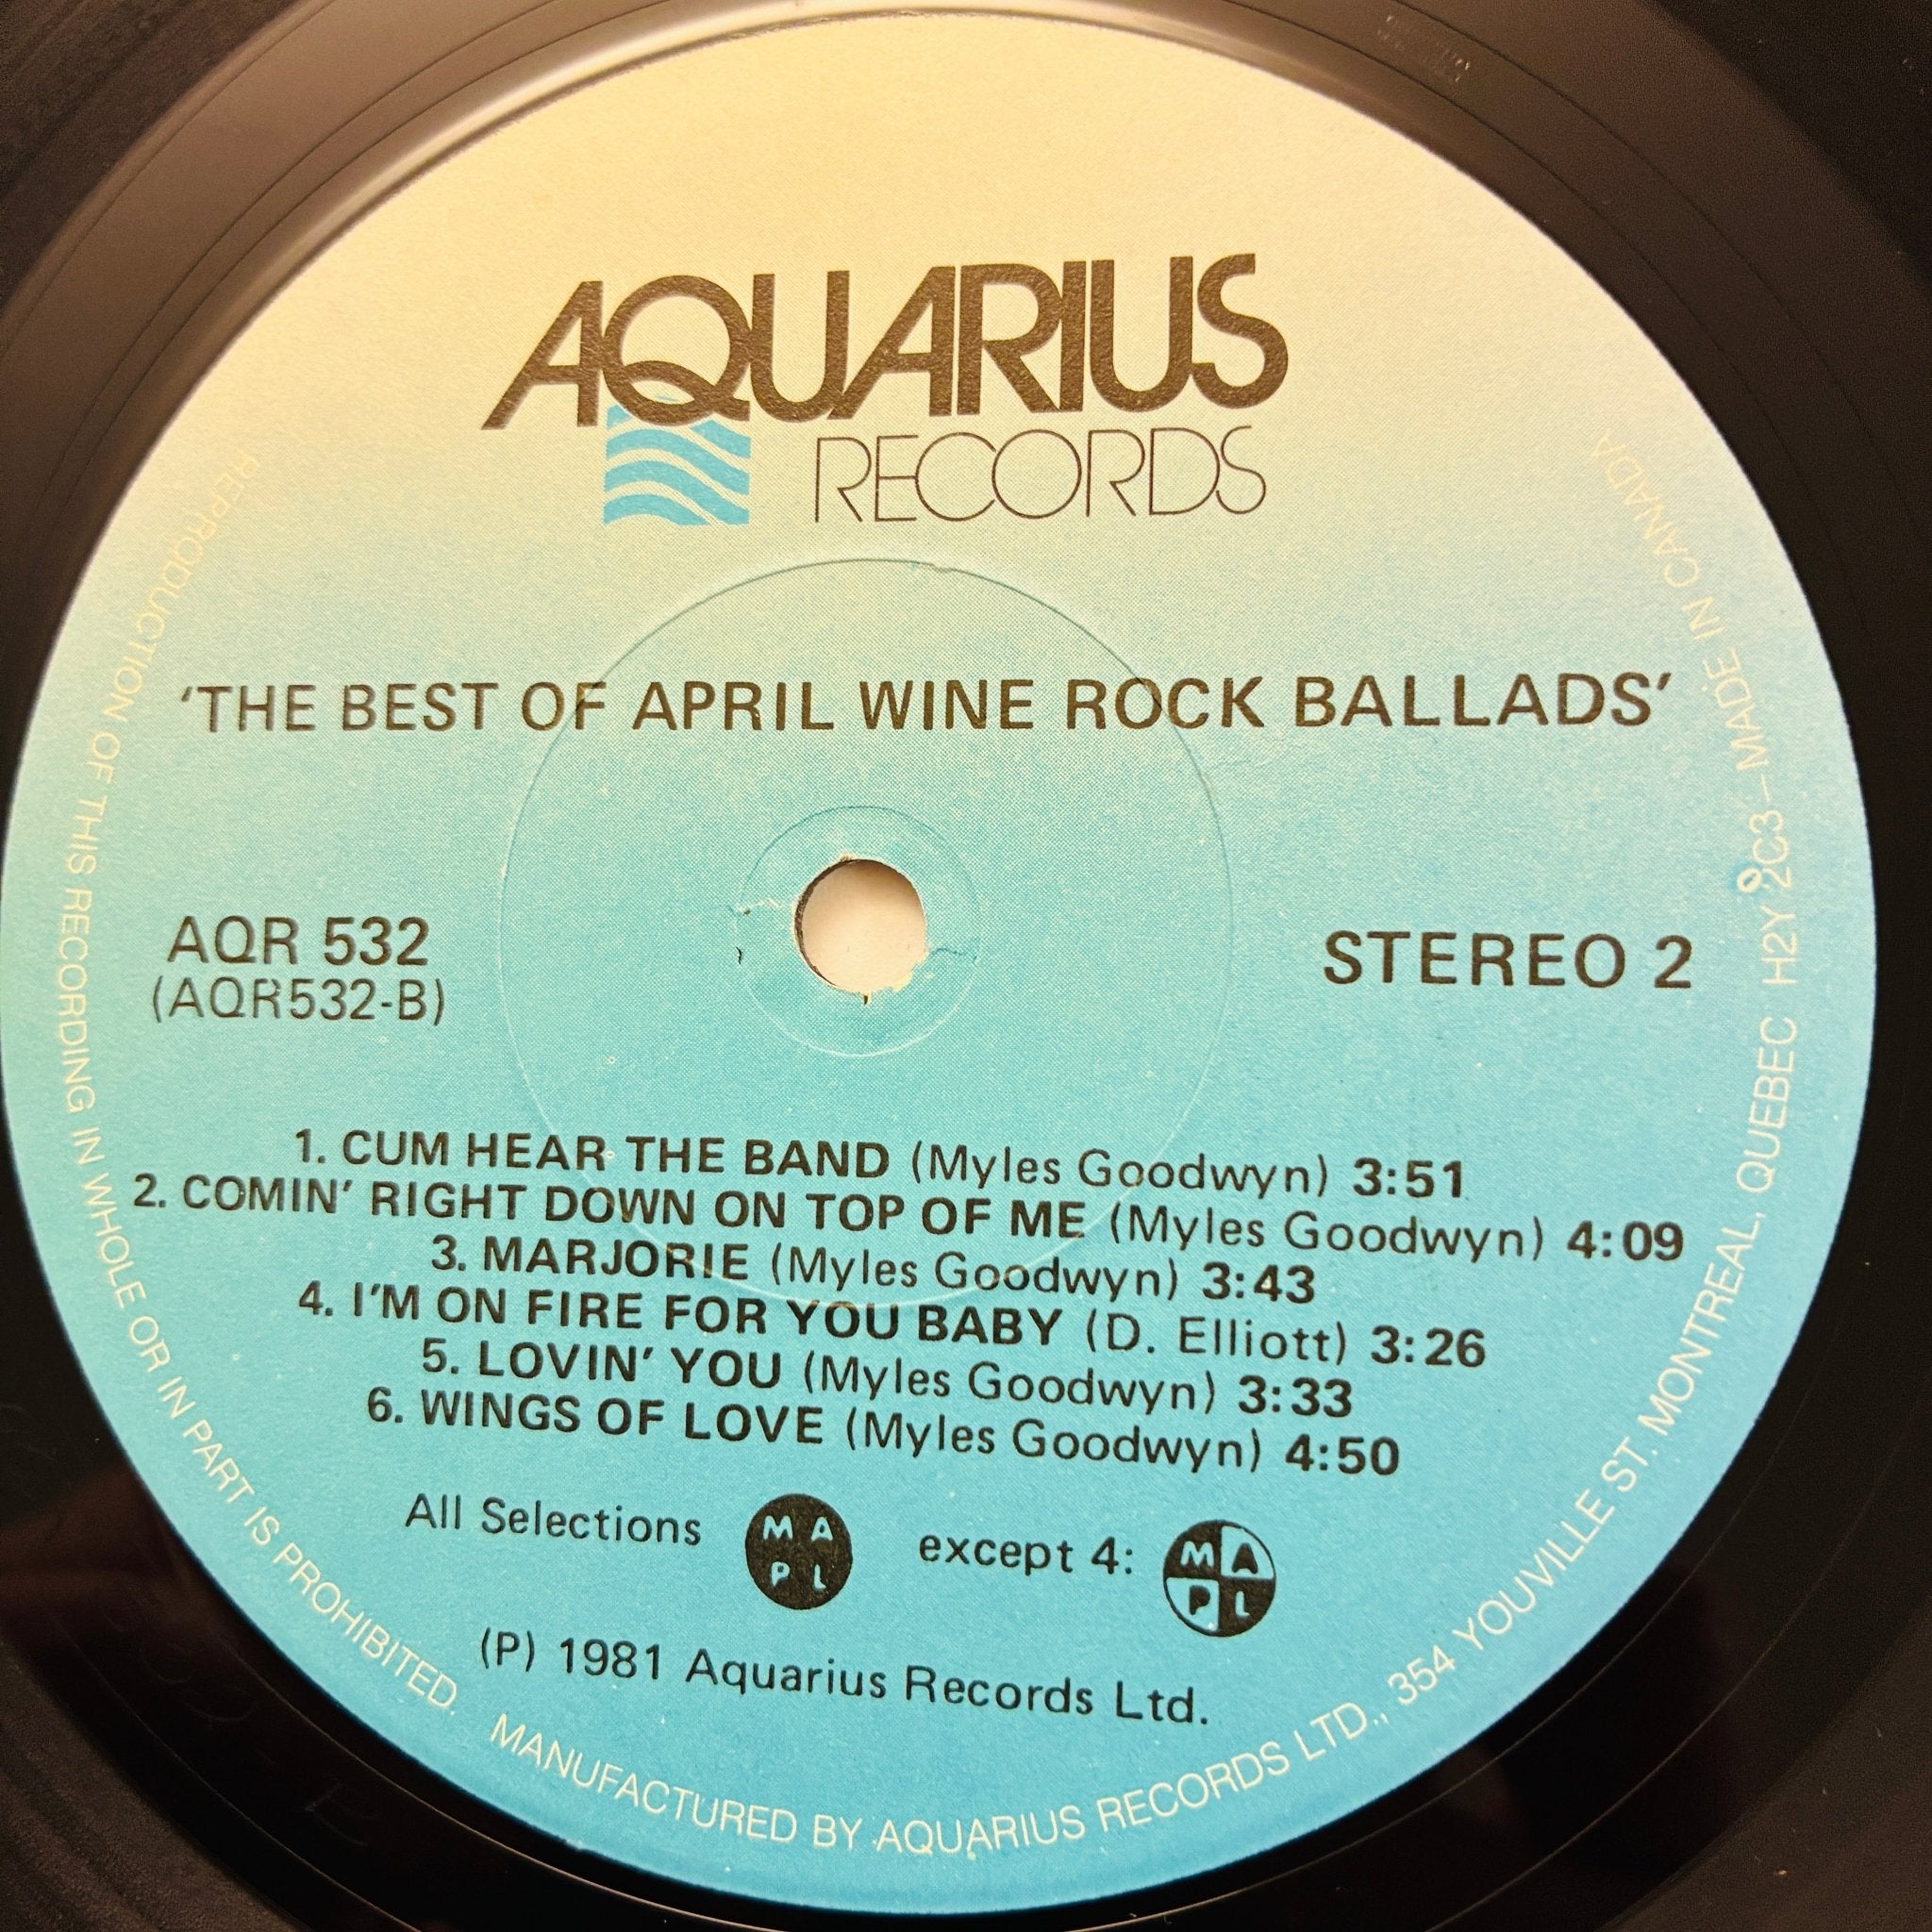 AQUARIUS
RECORDS
'THE BEST OF APRIL WINE ROCK BALLADS'
AQR 532
(AQR532-B)
STEREO 2
1. CUM HEAR THE BAND (Myles Goodwyn) 3:51
2. COMIN' RIGHT DOWN ON TOP OF ME (Myles Goodwyn) 4:09
3. MARJORIE (Myles Goodwyn) 3:43
4. I'M ON FIRE FOR YOU BABY (D. Elliott) 3:26
5. LOVIN' YOU (Myles Goodwyn) 3:33
6. WINGS OF LOVE (Myles Goodwyn) 4:50
All Selections MAPL except 4: MAPL
(P) 1981 Aquarius Records Ltd.
REPRODUCTION OF THIS RECORDING IN WHOLE OR IN PART IS PROHIBITED. MANUFACTURED BY AQUARIUS RECORDS LTD., 354 YOUVILLE ST. MONTREAL, QUEBEC H2Y 2C3-MADE IN CANADA